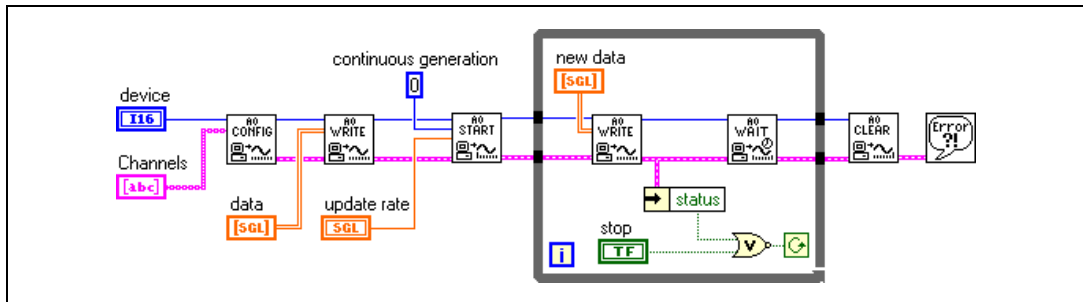 continuous generation
new data
0
[SGL]
device
I16
AO
CONFIG
AO
WRITE
AO
START
AO
WRITE
AO
WAIT
AO
CLEAR
Error
?!
Channels
[abc]
data
[SGL]
update rate
SGL
status
stop
TF
V
i